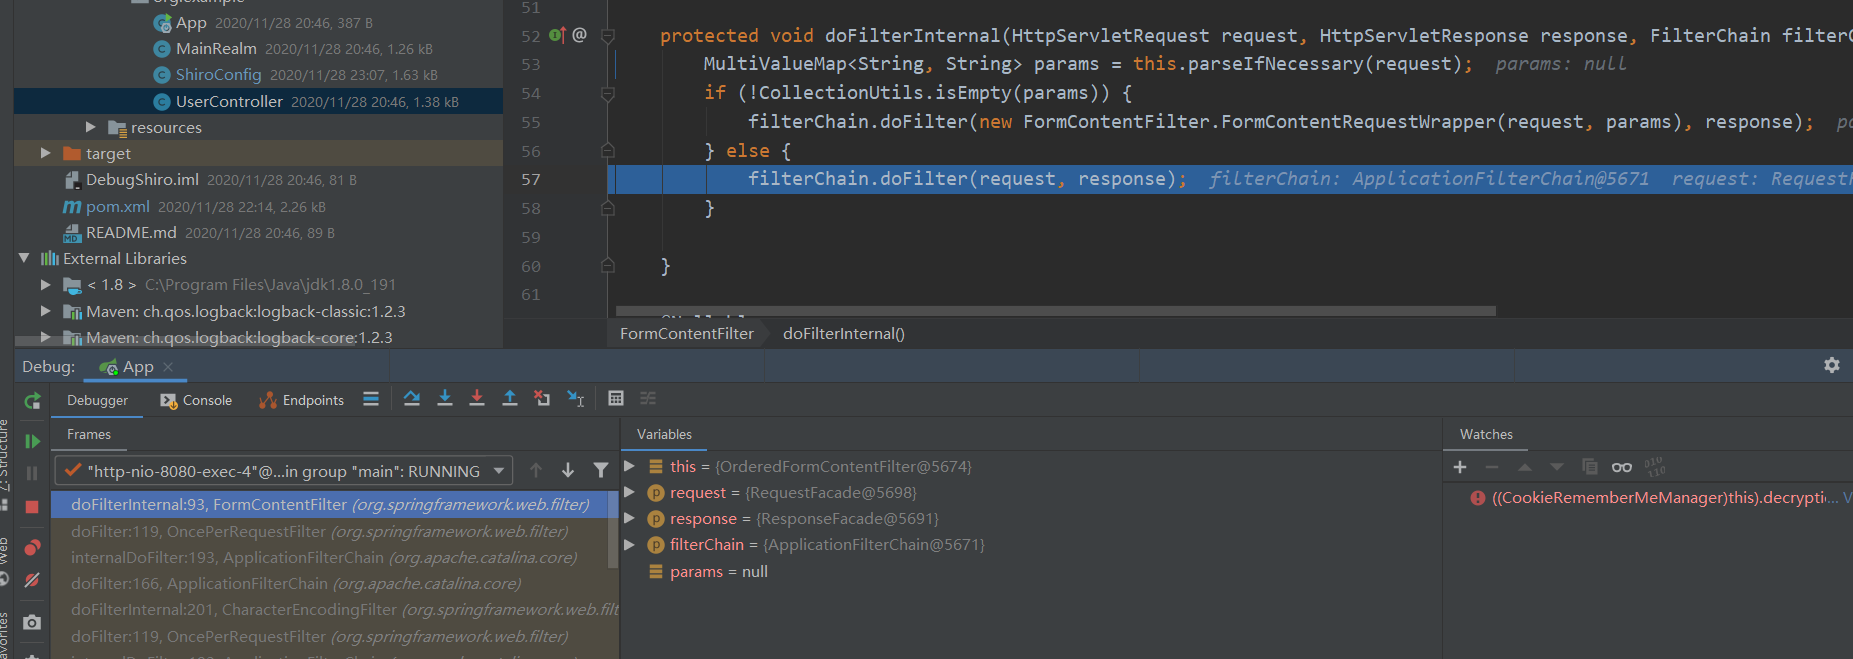 App 2020/11/28 20:46, 387 B
MainRealm 2020/11/28 20:46, 1.26 kB
ShiroConfig 2020/11/28 23:07, 1.63 kB
UserController 2020/11/28 20:46, 1.38 kB
resources
target
DebugShiro.iml 2020/11/28 20:46, 81 B
pom.xml 2020/11/28 22:14, 2.26 kB
README.md 2020/11/28 20:46, 89 B
External Libraries
< 1.8 > C:\Program Files\Java\jdk1.8.0_191
Maven: ch.qos.logback:logback-classic:1.2.3
Maven: ch.qos.logback:logback-core:1.2.3
51
52 @ protected void doFilterInternal(HttpServletRequest request, HttpServletResponse response, FilterChain filterC
53 MultiValueMap<String, String> params = this.parseIfNecessary(request); params: null
54 if (!CollectionUtils.isEmpty(params)) {
55 filterChain.doFilter(new FormContentFilter.FormContentRequestWrapper(request, params), response); pa
56 } else {
57 filterChain.doFilter(request, response); filterChain: ApplicationFilterChain@5671 request: RequestF
58 }
59
60 }
61
FormContentFilter doFilterInternal()
Debug: App
Debugger Console Endpoints
Frames
"http-nio-8080-exec-4"@...in group "main": RUNNING
doFilterInternal:93, FormContentFilter (org.springframework.web.filter)
doFilter:119, OncePerRequestFilter (org.springframework.web.filter)
internalDoFilter:193, ApplicationFilterChain (org.apache.catalina.core)
doFilter:166, ApplicationFilterChain (org.apache.catalina.core)
doFilterInternal:201, CharacterEncodingFilter (org.springframework.web.filt
doFilter:119, OncePerRequestFilter (org.springframework.web.filter)
Variables
this = {OrderedFormContentFilter@5674}
request = {RequestFacade@5698}
response = {ResponseFacade@5691}
filterChain = {ApplicationFilterChain@5671}
params = null
Watches
((CookieRememberMeManager)this).decrypti... V
Z: Structure
Web
avorites